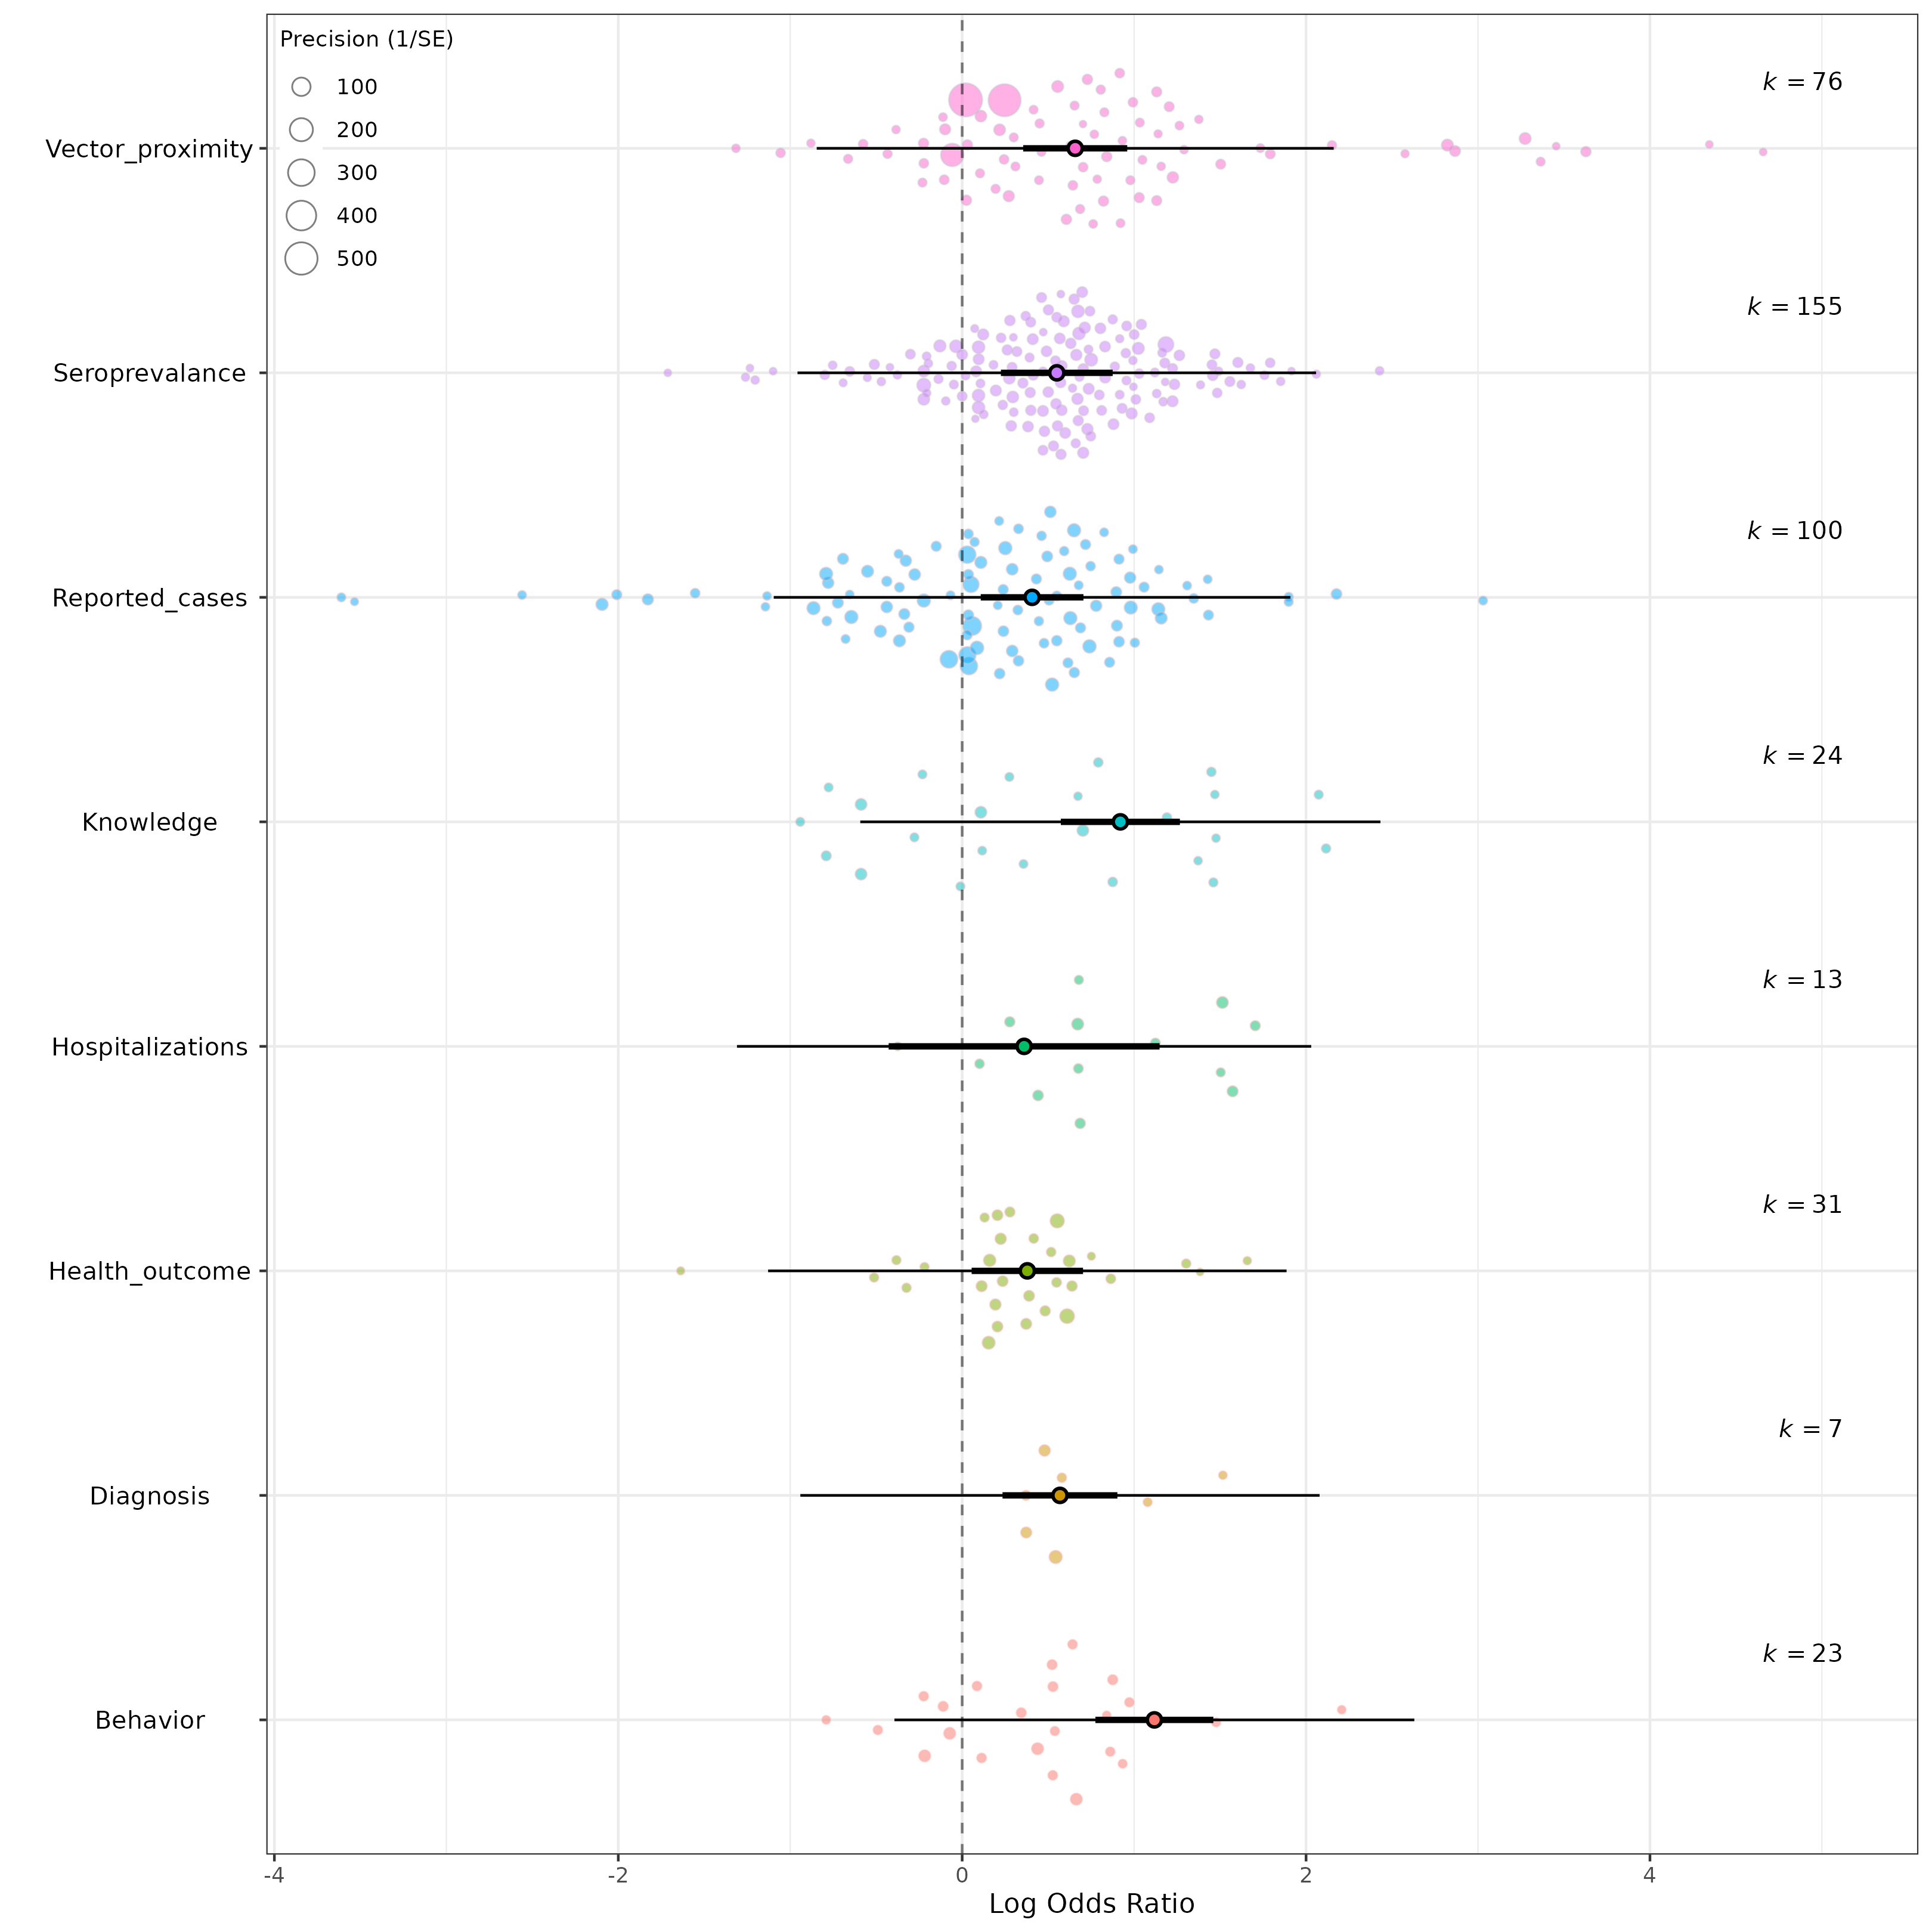 Precision (1/SE)
100
200
300
400
500
Vector_proximity
k = 76
Seroprevalance
k = 155
Reported_cases
k = 100
Knowledge
k = 24
Hospitalizations
k = 13
Health_outcome
k = 31
Diagnosis
k = 7
Behavior
k = 23
-4 -2 0 2 4
Log Odds Ratio